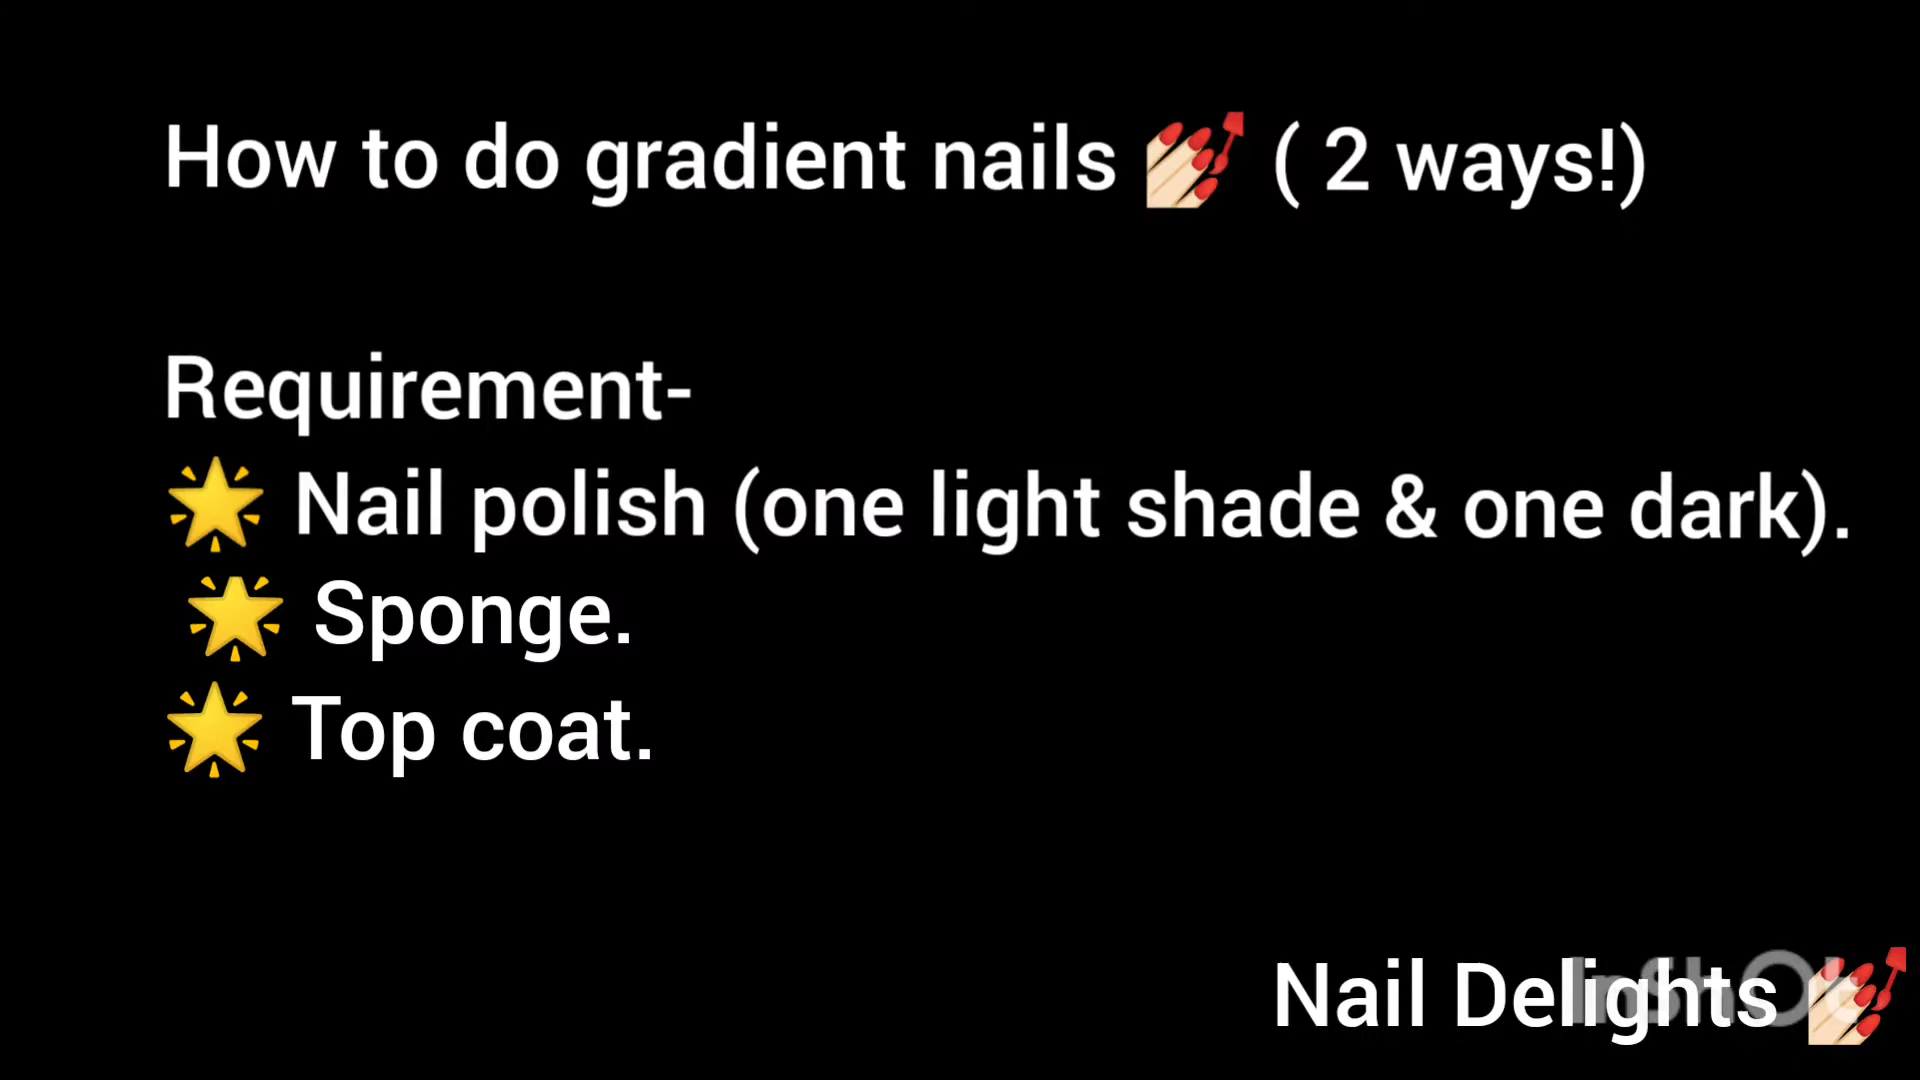 How to do gradient nails 💅🏻 ( 2 ways!)
Requirement-
🌟 Nail polish (one light shade & one dark).
🌟 Sponge.
🌟 Top coat.
Nail Delights 💅🏻
InShOt